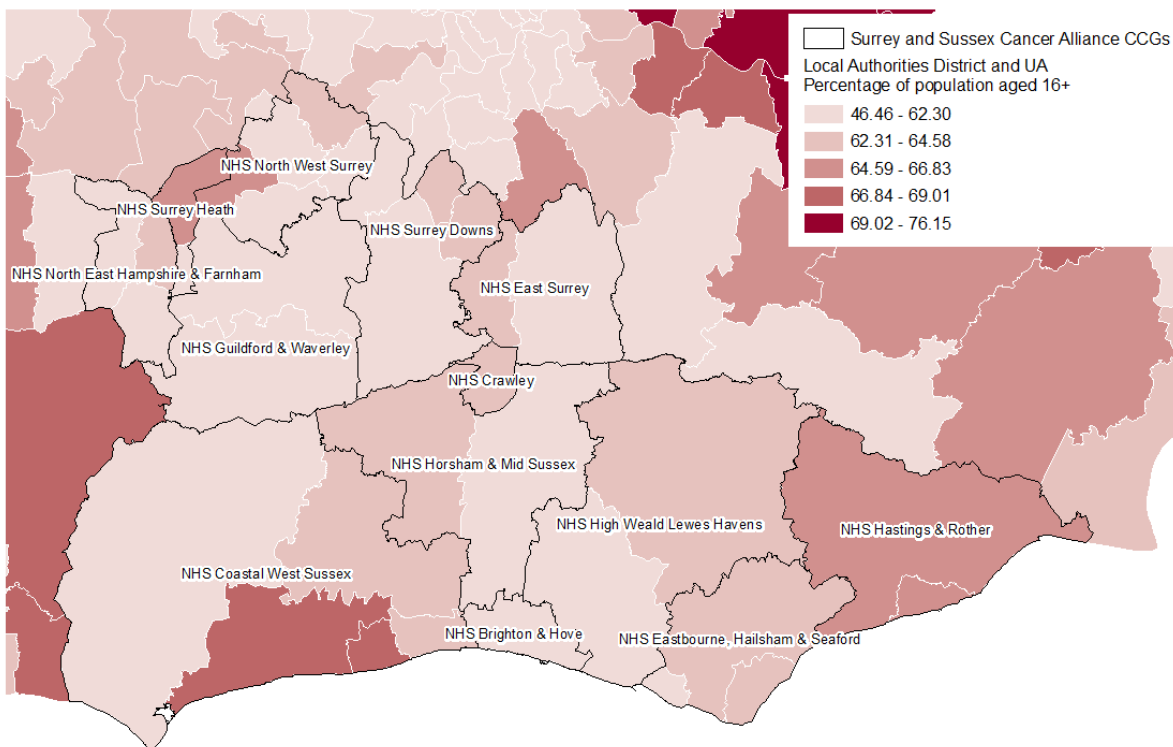 Surrey and Sussex Cancer Alliance CCGs
Local Authorities District and UA
Percentage of population aged 16+
46.46 - 62.30
62.31 - 64.58
64.59 - 66.83
66.84 - 69.01
69.02 - 76.15
NHS North West Surrey
NHS Surrey Heath
NHS Surrey Downs
NHS North East Hampshire & Farnham
NHS East Surrey
NHS Guildford & Waverley
NHS Crawley
NHS Horsham & Mid Sussex
NHS High Weald Lewes Havens
NHS Hastings & Rother
NHS Coastal West Sussex
NHS Brighton & Hove
NHS Eastbourne, Hailsham & Seaford